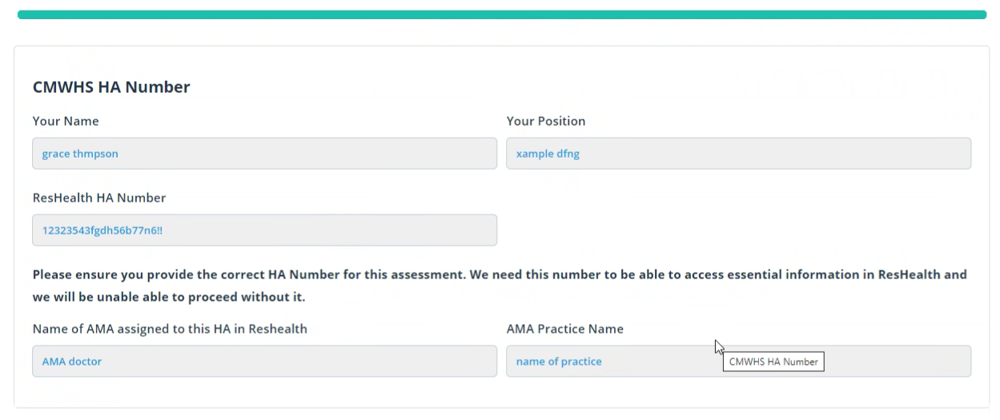 CMWHS HA Number
Your Name
Your Position
grace thmpson
xample dfng
ResHealth HA Number
12323543fgdh56b77n6!!
Please ensure you provide the correct HA Number for this assessment. We need this number to be able to access essential information in ResHealth and
we will be unable able to proceed without it.
Name of AMA assigned to this HA in Reshealth
AMA Practice Name
AMA doctor
name of practice
CMWHS HA Number